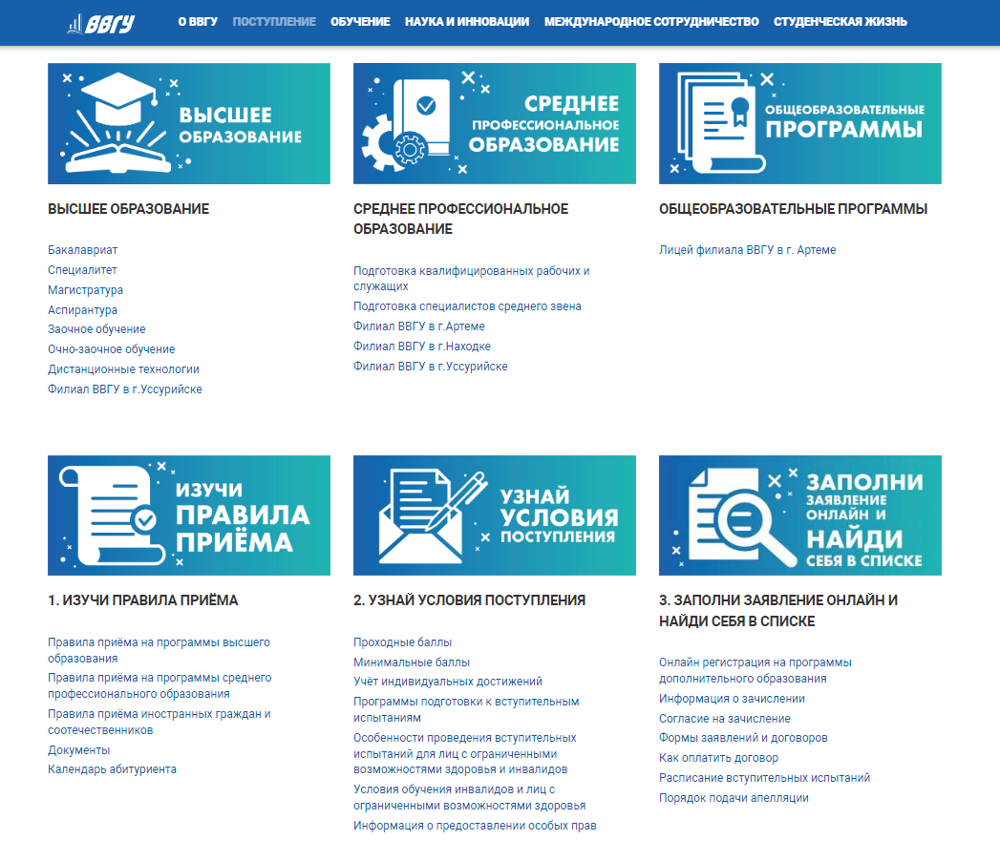 ВВГУ
О ВВГУ ПОСТУПЛЕНИЕ ОБУЧЕНИЕ НАУКА И ИННОВАЦИИ МЕЖДУНАРОДНОЕ СОТРУДНИЧЕСТВО СТУДЕНЧЕСКАЯ ЖИЗНЬ
ВЫСШЕЕ
ОБРАЗОВАНИЕ
ВЫСШЕЕ ОБРАЗОВАНИЕ
Бакалавриат
Специалитет
Магистратура
Аспирантура
Заочное обучение
Очно-заочное обучение
Дистанционные технологии
Филиал ВВГУ в г.Уссурийске
СРЕДНЕЕ
ПРОФЕССИОНАЛЬНОЕ
ОБРАЗОВАНИЕ
СРЕДНЕЕ ПРОФЕССИОНАЛЬНОЕ
ОБРАЗОВАНИЕ
Подготовка квалифицированных рабочих и
служащих
Подготовка специалистов среднего звена
Филиал ВВГУ в г.Артеме
Филиал ВВГУ в г.Находке
Филиал ВВГУ в г.Уссурийске
ОБЩЕОБРАЗОВАТЕЛЬНЫЕ
ПРОГРАММЫ
ОБЩЕОБРАЗОВАТЕЛЬНЫЕ ПРОГРАММЫ
Лицей филиала ВВГУ в г. Артеме
ИЗУЧИ
ПРАВИЛА
ПРИЁМА
1. ИЗУЧИ ПРАВИЛА ПРИЁМА
Правила приёма на программы высшего
образования
Правила приёма на программы среднего
профессионального образования
Правила приёма иностранных граждан и
соотечественников
Документы
Календарь абитуриента
УЗНАЙ
УСЛОВИЯ
ПОСТУПЛЕНИЯ
2. УЗНАЙ УСЛОВИЯ ПОСТУПЛЕНИЯ
Проходные баллы
Минимальные баллы
Учёт индивидуальных достижений
Программы подготовки к вступительным
испытаниям
Особенности проведения вступительных
испытаний для лиц с ограниченными
возможностями здоровья и инвалидов
Условия обучения инвалидов и лиц с
ограниченными возможностями здоровья
Информация о предоставлении особых прав
ЗАПОЛНИ
ЗАЯВЛЕНИЕ
ОНЛАЙН И
НАЙДИ
СЕБЯ В СПИСКЕ
3. ЗАПОЛНИ ЗАЯВЛЕНИЕ ОНЛАЙН И
НАЙДИ СЕБЯ В СПИСКЕ
Онлайн регистрация на программы
дополнительного образования
Информация о зачислении
Согласие на зачисление
Формы заявлений и договоров
Как оплатить договор
Расписание вступительных испытаний
Порядок подачи апелляции